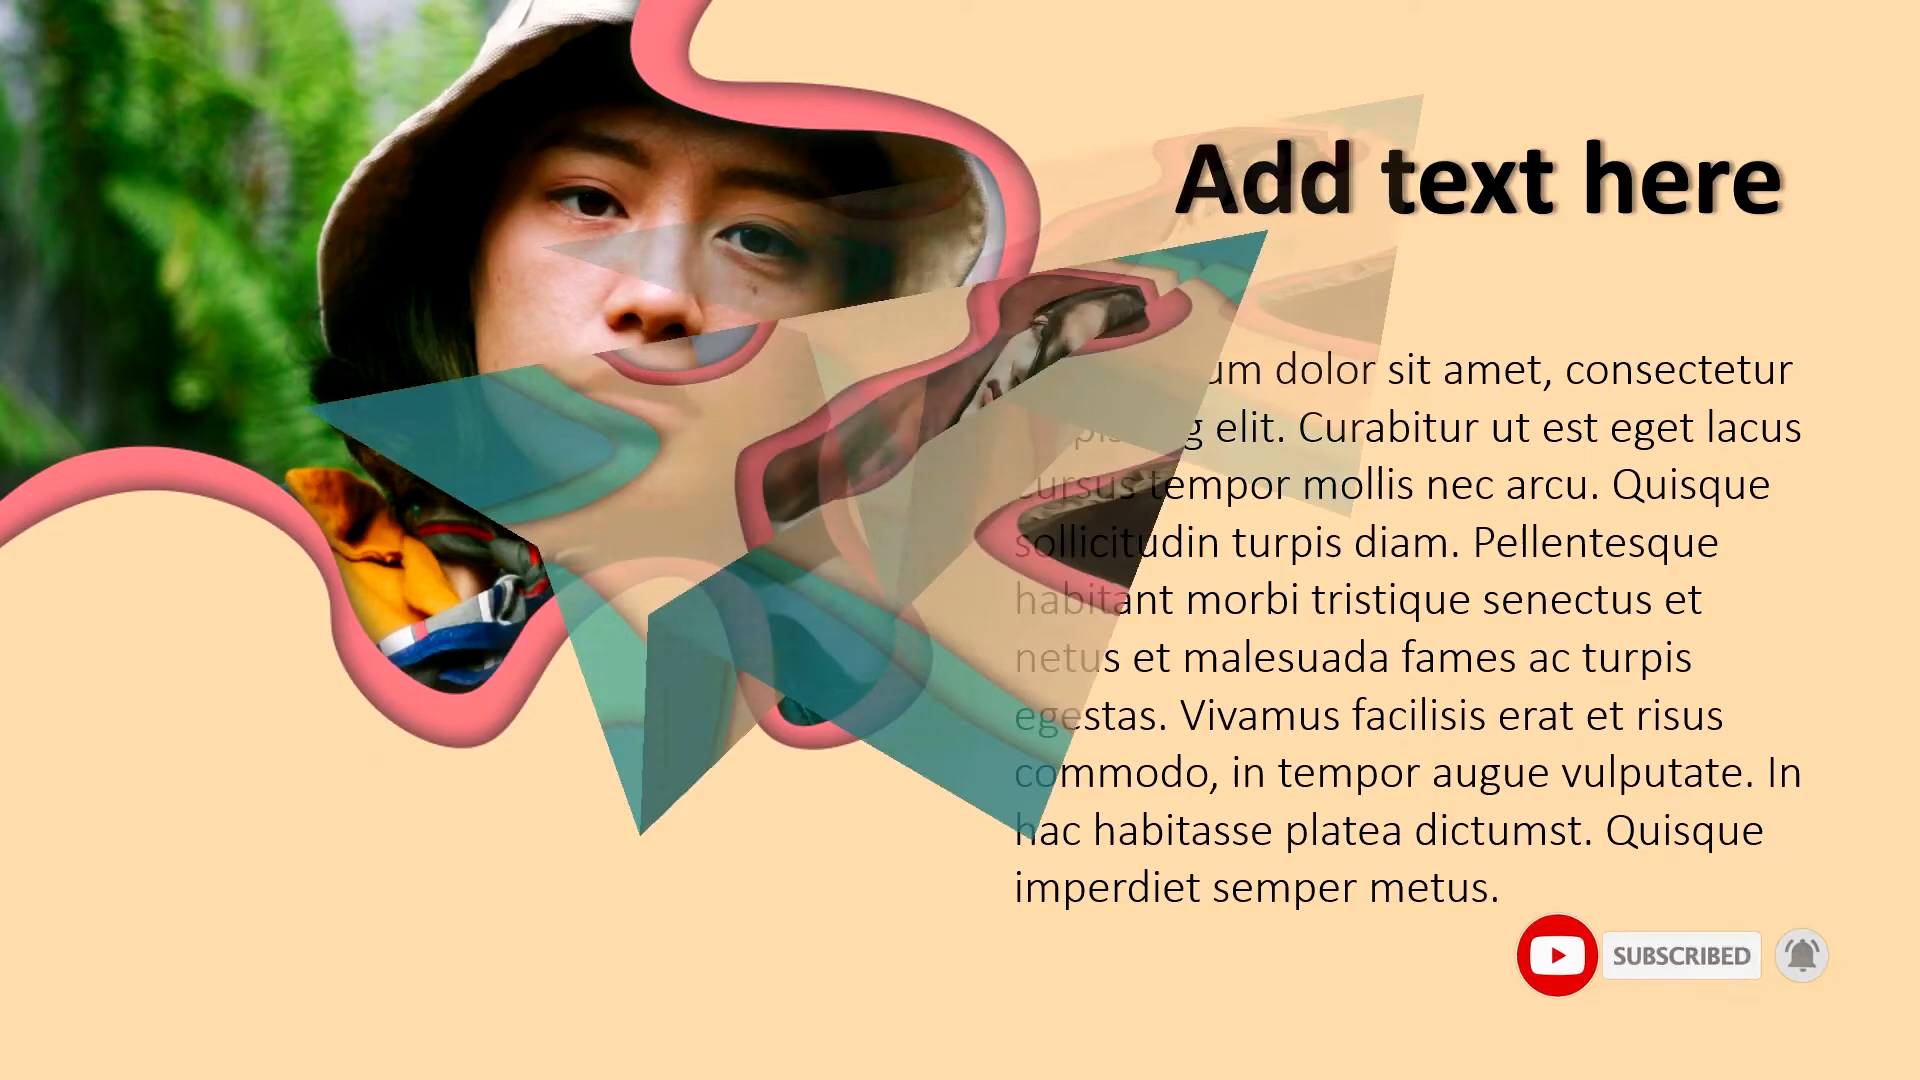 Add text here
um dolor sit amet, consectetur
elit. Curabitur ut est eget lacus
cursus tempor mollis nec arcu. Quisque
sollicitudin turpis diam. Pellentesque
habitant morbi tristique senectus et
netus et malesuada fames ac turpis
egestas. Vivamus facilisis erat et risus
commodo, in tempor augue vulputate. In
hac habitasse platea dictumst. Quisque
imperdiet semper metus.
SUBSCRIBED